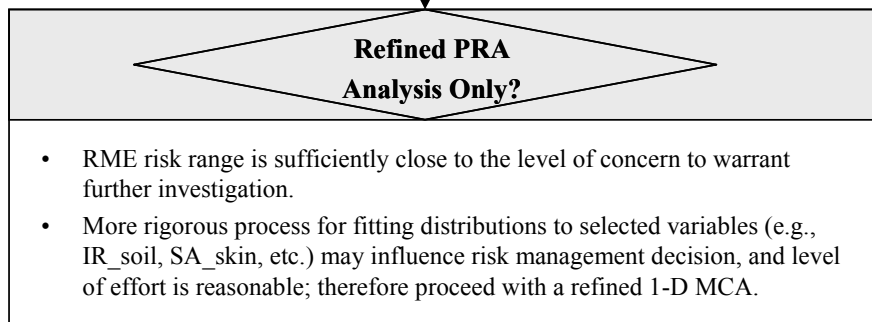 Refined PRA
Analysis Only?
• RME risk range is sufficiently close to the level of concern to warrant
further investigation.
• More rigorous process for fitting distributions to selected variables (e.g.,
IR_soil, SA_skin, etc.) may influence risk management decision, and level
of effort is reasonable; therefore proceed with a refined 1-D MCA.